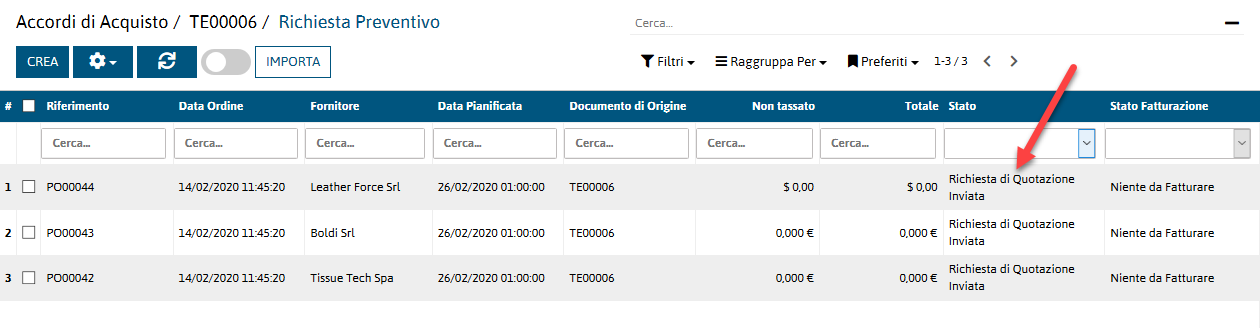 Accordi di Acquisto / TE00006 / Richiesta Preventivo
Cerca...
CREA IMPORTA Filtri Raggruppa Per Preferiti 1-3 / 3
# Riferimento Data Ordine Fornitore Data Pianificata Documento di Origine Non tassato Totale Stato Stato Fatturazione
Cerca... Cerca... Cerca... Cerca... Cerca... Cerca... Cerca...
1 PO00044 14/02/2020 11:45:20 Leather Force Srl 26/02/2020 01:00:00 TE00006 $ 0,00 $ 0,00 Richiesta di Quotazione Inviata Niente da Fatturare
2 PO00043 14/02/2020 11:45:20 Boldi Srl 26/02/2020 01:00:00 TE00006 0,000 € 0,000 € Richiesta di Quotazione Inviata Niente da Fatturare
3 PO00042 14/02/2020 11:45:20 Tissue Tech Spa 26/02/2020 01:00:00 TE00006 0,000 € 0,000 € Richiesta di Quotazione Inviata Niente da Fatturare